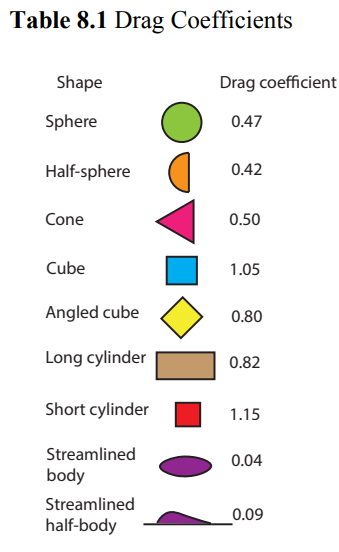 Table 8.1 Drag Coefficients
Shape Drag coefficient
Sphere 0.47
Half-sphere 0.42
Cone 0.50
Cube 1.05
Angled cube 0.80
Long cylinder 0.82
Short cylinder 1.15
Streamlined
body 0.04
Streamlined
half-body 0.09